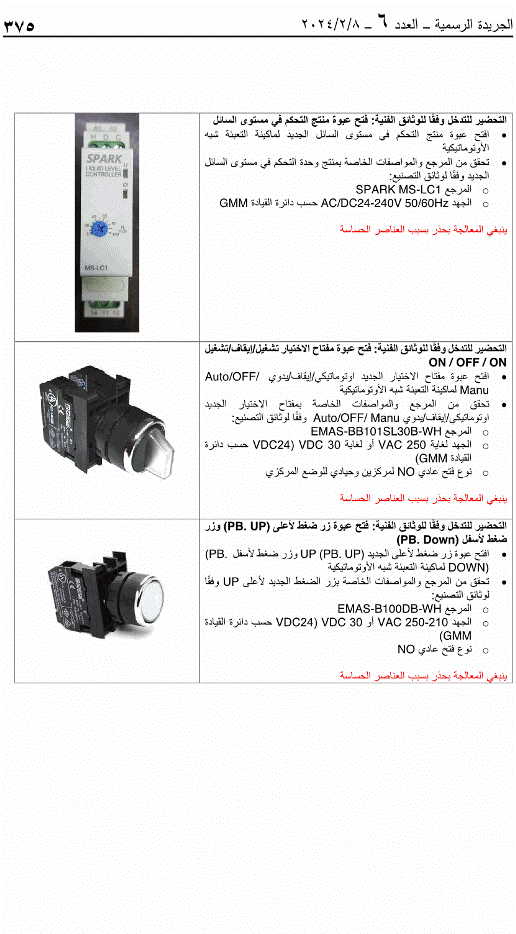 الجريدة الرسمية – العدد ٦ – ٢٠٢٤/٢/٨
٣٧٥
التحضير للتدخل وفقًا للوثائق الفنية: فتح عبوة منتج التحكم في مستوى السائل
• افتح عبوة منتج التحكم في مستوى السائل الجديد لماكينة التعبئة شبه
الأوتوماتيكية
• تحقق من المرجع والمواصفات الخاصة بمنتج وحدة التحكم في مستوى السائل
الجديد وفقًا لوثائق التصنيع:
o المرجع SPARK MS-LC1
o الجهد AC/DC24-240V 50/60Hz حسب دائرة القيادة GMM
ينبغي المعالجة بحذر بسبب العناصر الحساسة
A1 A2
H D C
SPARK
LIQUID LEVEL
CONTROLLER
MS-LC1
14 11 12
التحضير للتدخل وفقًا للوثائق الفنية: فتح عبوة مفتاح الاختيار تشغيل/إيقاف/تشغيل
ON / OFF / ON
• افتح عبوة مفتاح الاختيار الجديد اوتوماتيكي/إيقاف/يدوي Auto/OFF/
Manu لماكينة التعبئة شبه الأوتوماتيكية
• تحقق من المرجع والمواصفات الخاصة بمفتاح الاختيار الجديد
اوتوماتيكي/إيقاف/يدوي Auto/OFF/ Manu وفقًا لوثائق التصنيع:
o المرجع EMAS-BB101SL30B-WH
o الجهد لغاية 250 VAC أو لغاية 30 VDC (24VDC حسب دائرة
القيادة GMM)
o نوع فتح عادي NO لمركزين وحيادي للوضع المركزي
ينبغي المعالجة بحذر بسبب العناصر الحساسة
التحضير للتدخل وفقًا للوثائق الفنية: فتح عبوة زر ضغط لأعلى (PB. UP) وزر
ضغط لأسفل (PB. Down)
• افتح عبوة زر ضغط لأعلى الجديد UP (PB. UP) وزر ضغط لأسفل (PB.
DOWN) لماكينة التعبئة شبه الأوتوماتيكية
• تحقق من المرجع والمواصفات الخاصة بزر الضغط الجديد لأعلى UP وفقًا
لوثائق التصنيع:
o المرجع EMAS-B100DB-WH
o الجهد 210-250 VAC أو 30 VDC (24VDC حسب دائرة القيادة
GMM)
o نوع فتح عادي NO
ينبغي المعالجة بحذر بسبب العناصر الحساسة